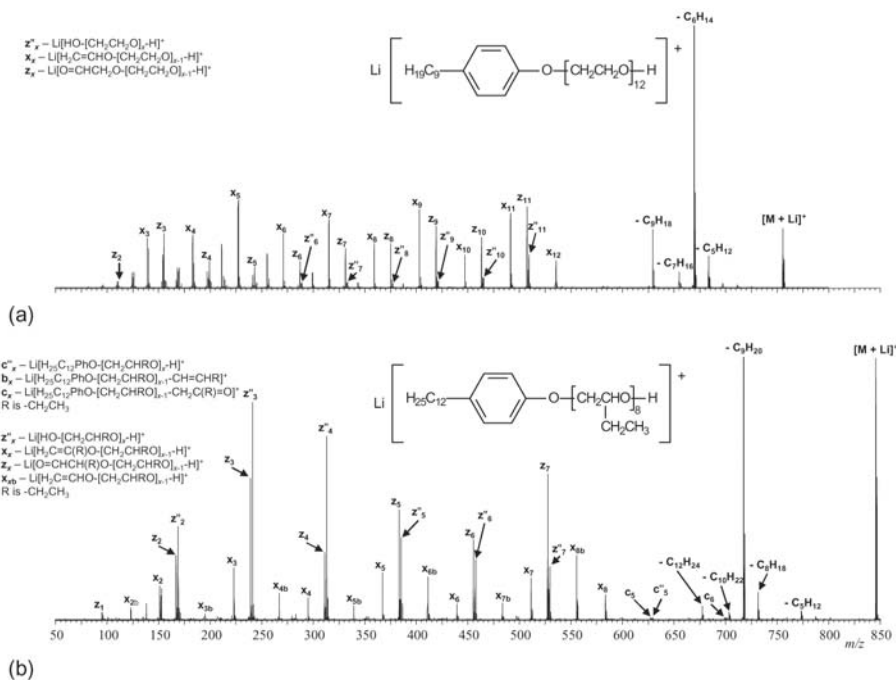 z"ₓ – Li[HO-[CH₂CH₂O]ₓ-H]⁺
xₓ – Li[H₂C=CHO-[CH₂CH₂O]ₓ₋₁-H]⁺
zₓ – Li[O=CHCH₂O-[CH₂CH₂O]ₓ₋₁-H]⁺
Li
H₁₉C₉
O
[CH₂CH₂O]
12
H
+
- C₆H₁₄
z₂
x₃
z₃
x₄
z₄
x₅
z₅
x₆
z₆
z"₆
x₇
z₇
z"₇
x₈
z₈
z"₈
x₉
z₉
z"₉
x₁₀
z₁₀
z"₁₀
x₁₁
z₁₁
z"₁₁
x₁₂
- C₉H₁₈
- C₇H₁₆
- C₅H₁₂
[M + Li]⁺
(a)
c"ₓ – Li[H₂₅C₁₂PhO-[CH₂CHRO]ₓ-H]⁺
bₓ – Li[H₂₅C₁₂PhO-[CH₂CHRO]ₓ₋₁-CH=CHR]⁺
cₓ – Li[H₂₅C₁₂PhO-[CH₂CHRO]ₓ₋₁-CH₂C(R)=O]⁺
R is -CH₂CH₃
z"ₓ – Li[HO-[CH₂CHRO]ₓ-H]⁺
xₓ – Li[H₂C=C(R)O-[CH₂CHRO]ₓ₋₁-H]⁺
zₓ – Li[O=CHCH(R)O-[CH₂CHRO]ₓ₋₁-H]⁺
xₓb – Li[H₂C=CHO-[CH₂CHRO]ₓ₋₁-H]⁺
R is -CH₂CH₃
Li
H₂₅C₁₂
O
[CH₂CHO]
8
H
CH₂CH₃
+
z₁
x₂b
x₂
z₂
z"₂
x₃b
x₃
z₃
z"₃
x₄b
x₄
z₄
z"₄
x₅b
x₅
z₅
z"₅
x₆b
x₆
z₆
z"₆
x₇b
x₇
z₇
z"₇
x₈b
x₈
c₅
c"₅
- C₁₂H₂₄
c₆
- C₁₀H₂₂
- C₉H₂₀
- C₈H₁₈
- C₅H₁₂
[M + Li]⁺
50 100 150 200 250 300 350 400 450 500 550 600 650 700 750 800 850
m/z
(b)